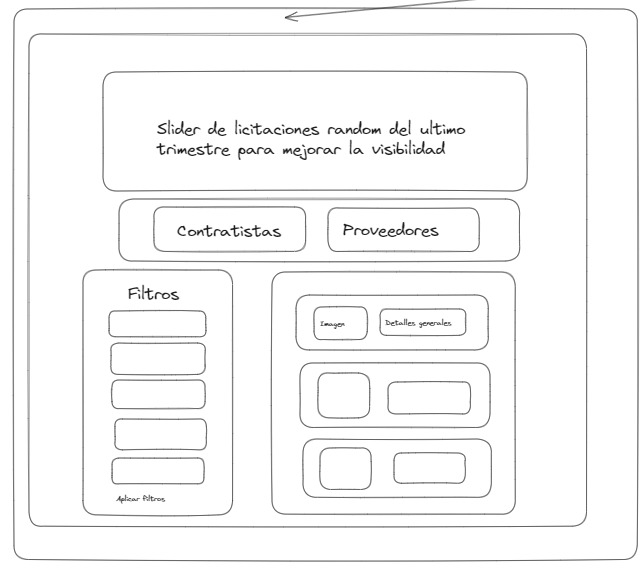 Slider de licitaciones random del ultimo
trimestre para mejorar la visibilidad
Contratistas
Proveedores
Filtros
Aplicar filtros
Imagen
Detalles generales